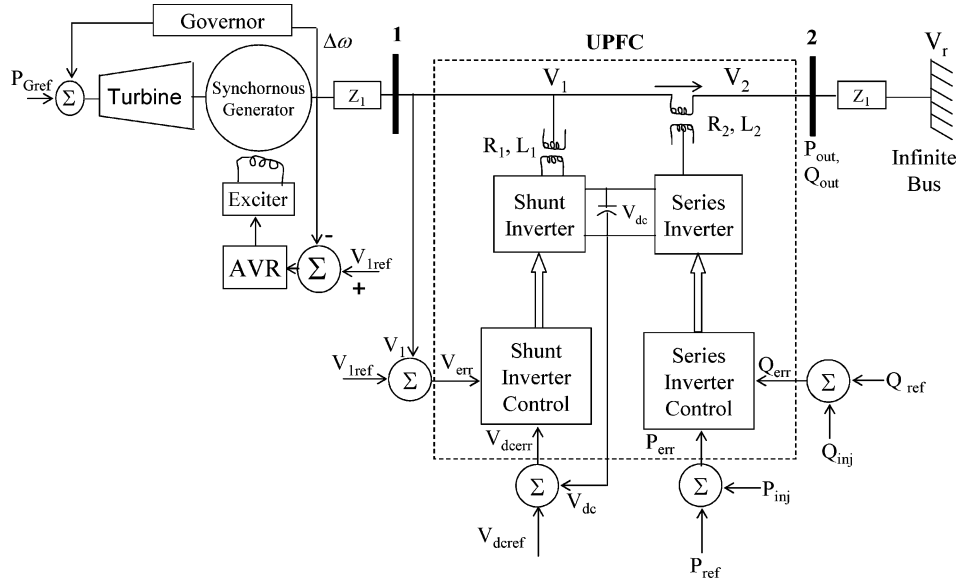 Governor
Δω
1
UPFC
2
V_r
P_Gref
Σ
Turbine
Synchornous
Generator
Z_1
V_1
V_2
Z_1
R_1, L_1
R_2, L_2
P_out,
Q_out
Infinite
Bus
Exciter
Shunt
Inverter
V_dc
Series
Inverter
AVR
Σ
-
+
V_1ref
V_1
V_1ref
Σ
V_err
Shunt
Inverter
Control
Series
Inverter
Control
Q_err
Σ
Q_ref
Q_inj
V_dcerr
P_err
Σ
V_dc
Σ
P_inj
V_dcref
P_ref